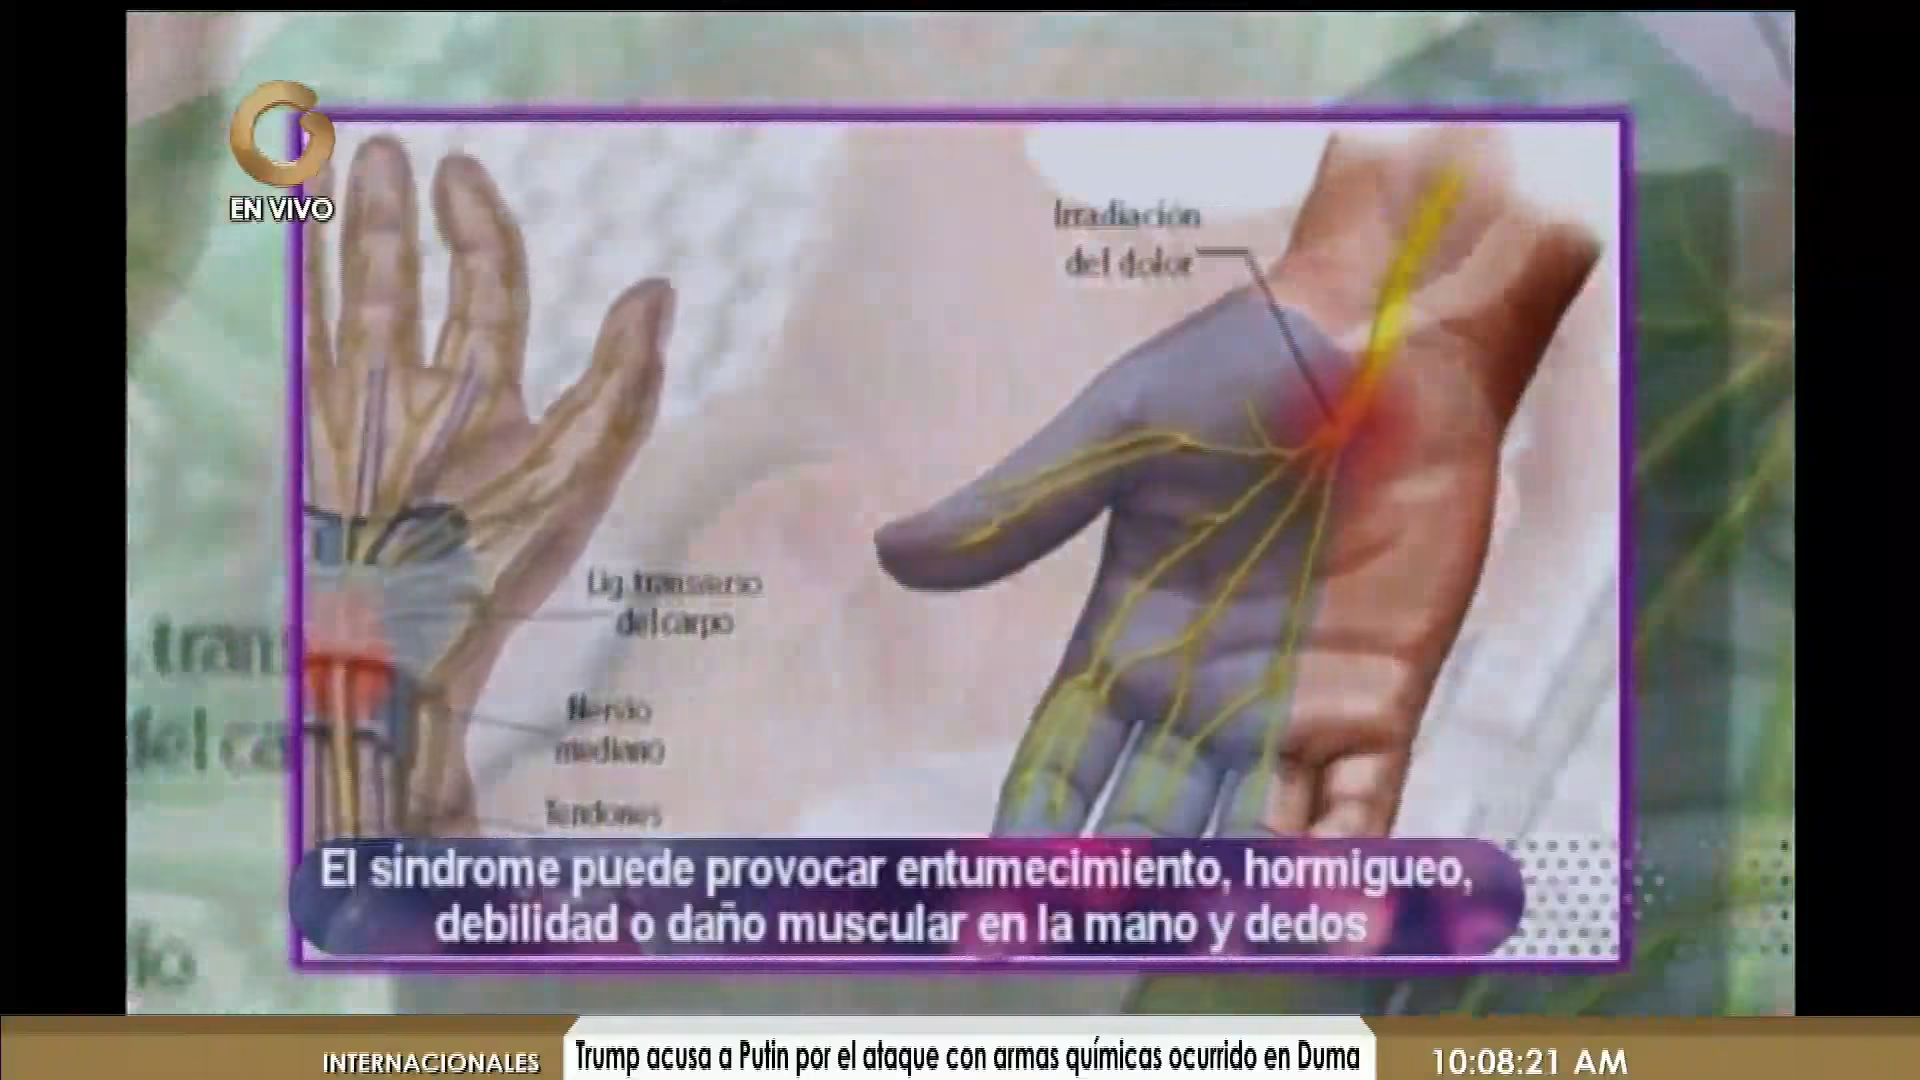 EN VIVO
Irradiación
del dolor
Lig. transverso
del carpo
Nervio
mediano
Tendones
El síndrome puede provocar entumecimiento, hormigueo,
debilidad o daño muscular en la mano y dedos
INTERNACIONALES
Trump acusa a Putin por el ataque con armas químicas ocurrido en Duma
10:08:21 AM